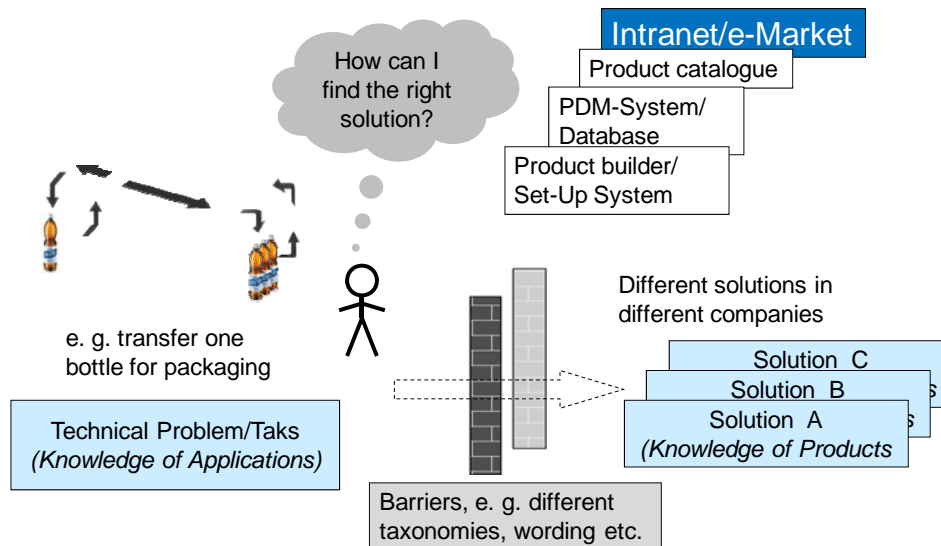 Intranet/e-Market
Product catalogue
PDM-System/
Database
Product builder/
Set-Up System
How can I
find the right
solution?
e. g. transfer one
bottle for packaging
Technical Problem/Taks
(Knowledge of Applications)
Different solutions in
different companies
Solution C
s
Solution B
s
Solution A
(Knowledge of Products
Barriers, e. g. different
taxonomies, wording etc.